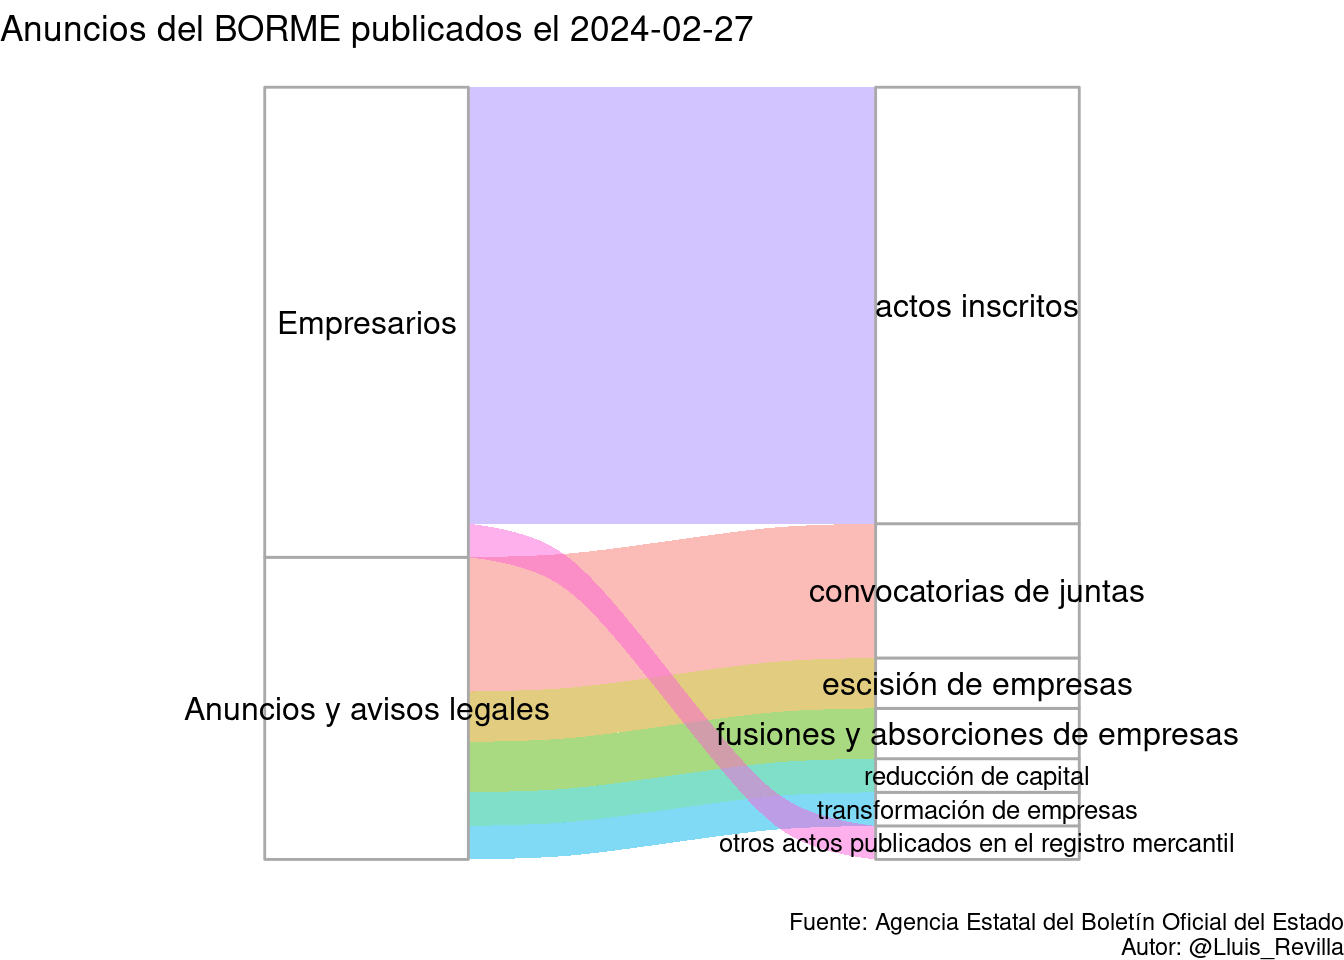 Anuncios del BORME publicados el 2024-02-27
Empresarios
Anuncios y avisos legales
actos inscritos
convocatorias de juntas
escisión de empresas
fusiones y absorciones de empresas
reducción de capital
transformación de empresas
otros actos publicados en el registro mercantil
Fuente: Agencia Estatal del Boletín Oficial del Estado
Autor: @Lluis_Revilla